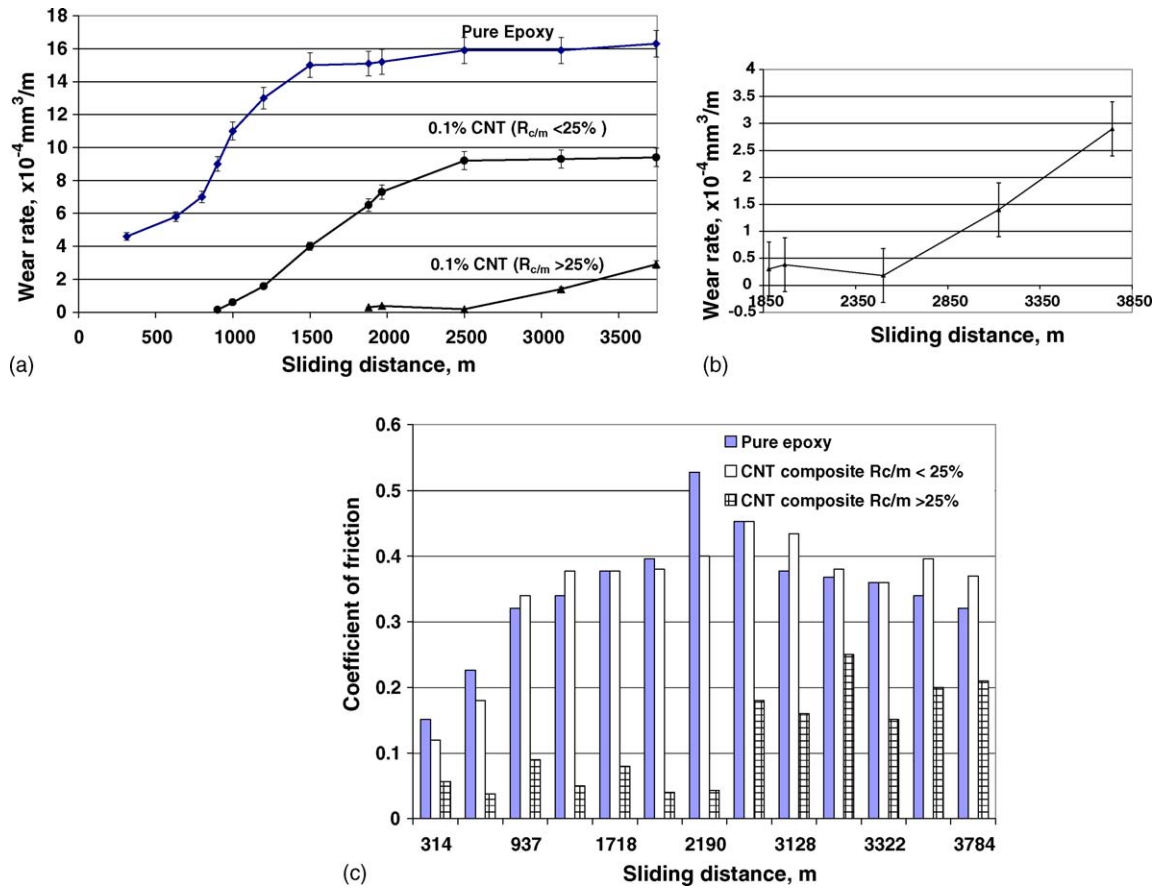 18
16
14
12
10
8
6
4
2
0
Wear rate, x10⁻⁴mm³/m
Pure Epoxy
0.1% CNT (Rc/m <25% )
0.1% CNT (Rc/m >25%)
0 500 1000 1500 2000 2500 3000 3500
Sliding distance, m
(a)
4
3.5
3
2.5
2
1.5
1
0.5
0
-0.5
Wear rate, x10⁻⁴mm³/m
1850 2350 2850 3350 3850
Sliding distance, m
(b)
0.6
0.5
0.4
0.3
0.2
0.1
0
Coefficient of friction
Pure epoxy
CNT composite Rc/m < 25%
CNT composite Rc/m >25%
314 937 1718 2190 3128 3322 3784
Sliding distance, m
(c)